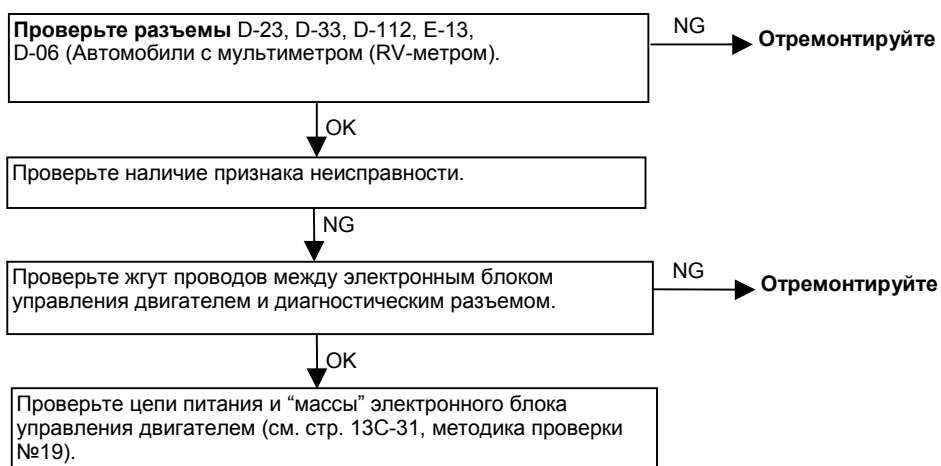 Проверьте разъемы D-23, D-33, D-112, E-13,
D-06 (Автомобили с мультиметром (RV-метром).
NG
Отремонтируйте
OK
Проверьте наличие признака неисправности.
NG
Проверьте жгут проводов между электронным блоком
управления двигателем и диагностическим разъемом.
NG
Отремонтируйте
OK
Проверьте цепи питания и “массы” электронного блока
управления двигателем (см. стр. 13C-31, методика проверки
№19).